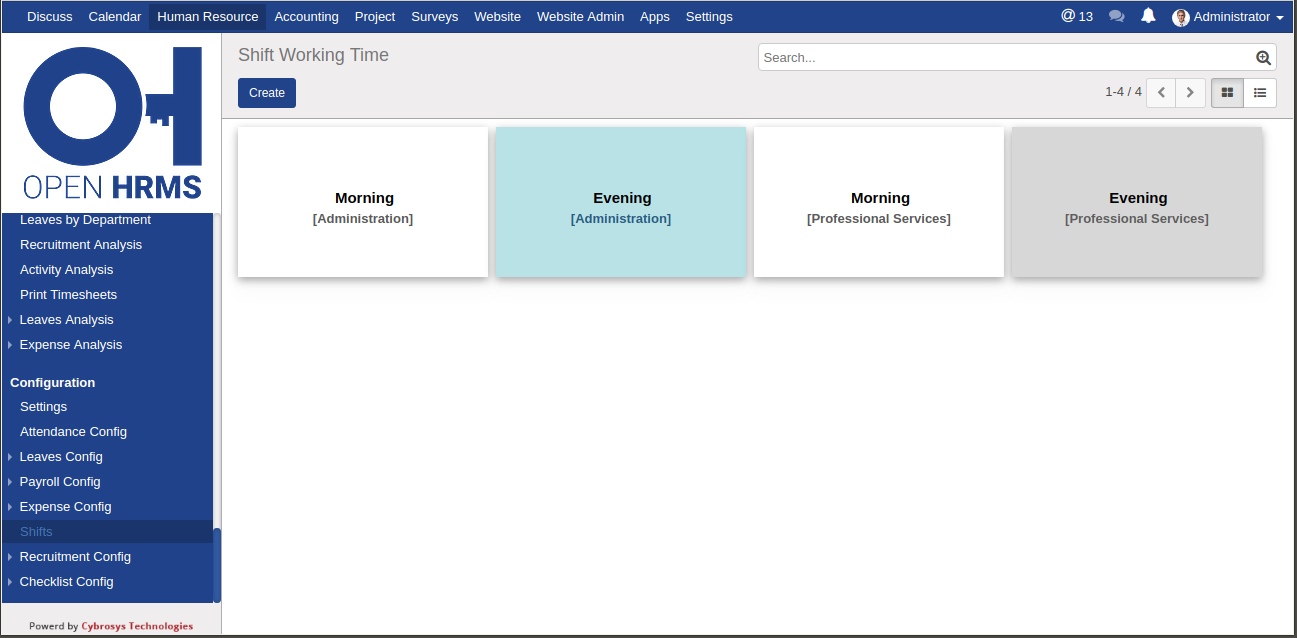 Discuss Calendar Human Resource Accounting Project Surveys Website Website Admin Apps Settings @ 13 Administrator
OPEN HRMS
Leaves by Department
Recruitment Analysis
Activity Analysis
Print Timesheets
Leaves Analysis
Expense Analysis
Configuration
Settings
Attendance Config
Leaves Config
Payroll Config
Expense Config
Shifts
Recruitment Config
Checklist Config
Powerd by Cybrosys Technologies
Shift Working Time
Search...
Create
1-4 / 4
Morning
[Administration]
Evening
[Administration]
Morning
[Professional Services]
Evening
[Professional Services]